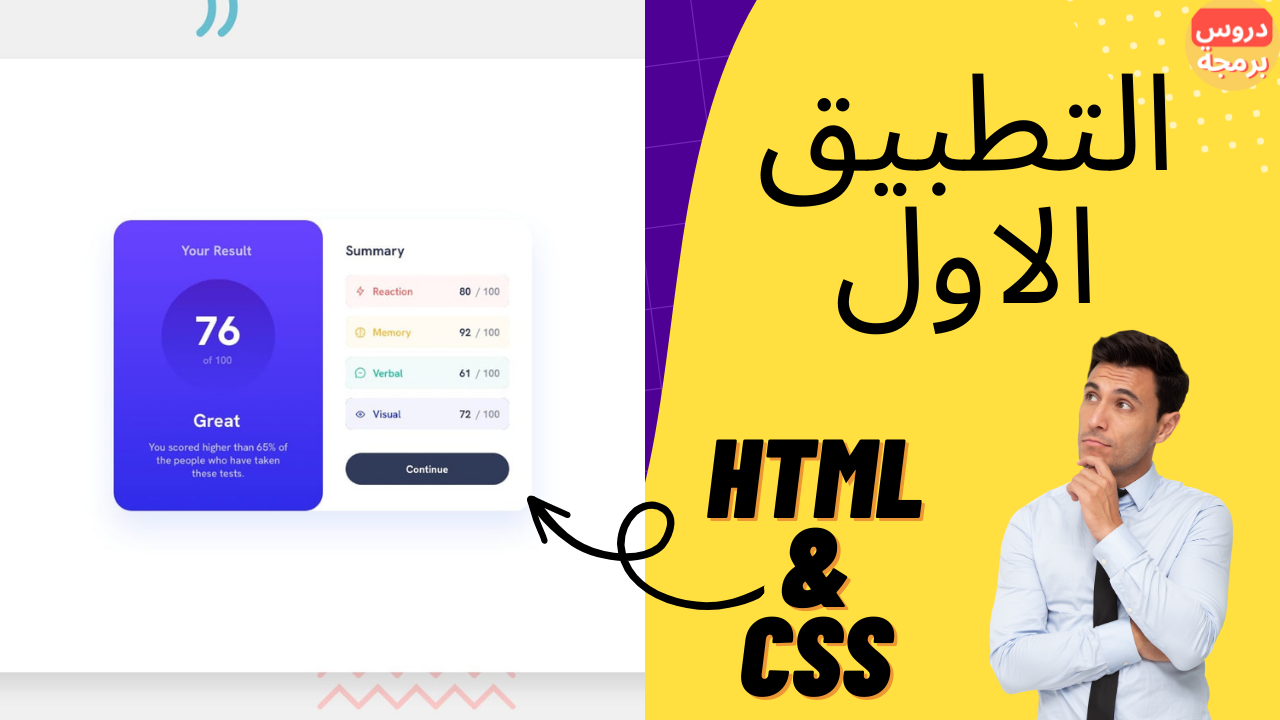 دروس
برمجة
التطبيق
الاول
HTML
&
CSS
Your Result
76
of 100
Great
You scored higher than 65% of
the people who have taken
these tests.
Summary
Reaction 80 / 100
Memory 92 / 100
Verbal 61 / 100
Visual 72 / 100
Continue